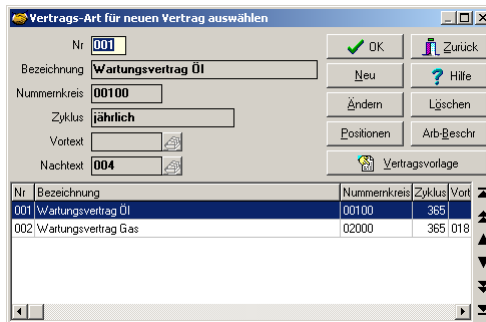 Vertrags-Art für neuen Vertrag auswählen
Nr 001
Bezeichnung Wartungsvertrag Öl
Nummernkreis 00100
Zyklus jährlich
Vortext
Nachtext 004
OK Zurück
Neu Hilfe
Ändern Löschen
Positionen Arb-Beschr
Vertragsvorlage
Nr Bezeichnung Nummernkreis Zyklus Vort
001 Wartungsvertrag Öl 00100 365
002 Wartungsvertrag Gas 02000 365 018